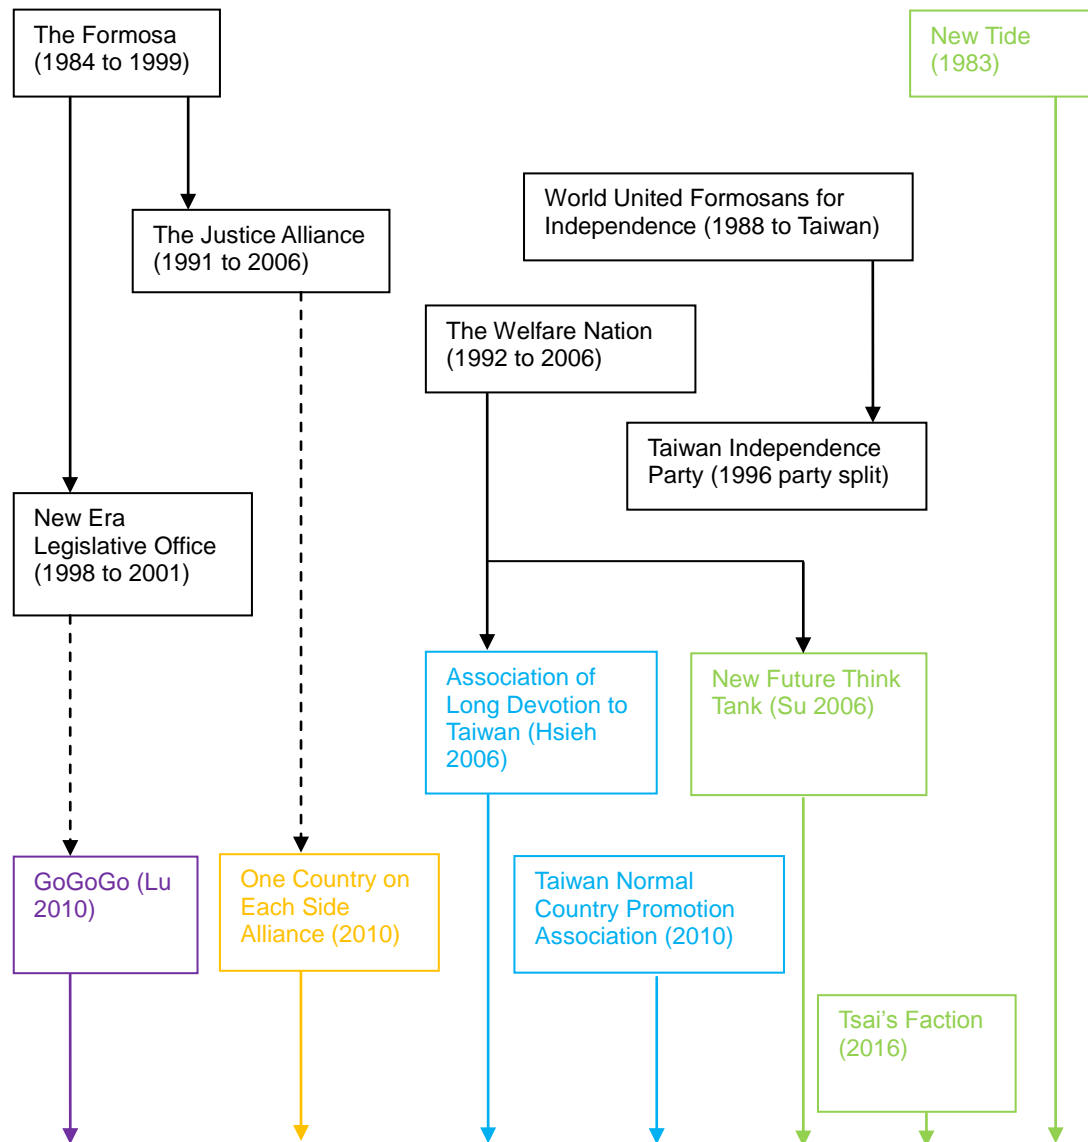 The Formosa
(1984 to 1999)
New Tide
(1983)
World United Formosans for
Independence (1988 to Taiwan)
The Justice Alliance
(1991 to 2006)
The Welfare Nation
(1992 to 2006)
Taiwan Independence
Party (1996 party split)
New Era
Legislative Office
(1998 to 2001)
Association of
Long Devotion to
Taiwan (Hsieh
2006)
New Future Think
Tank (Su 2006)
GoGoGo (Lu
2010)
One Country on
Each Side
Alliance (2010)
Taiwan Normal
Country Promotion
Association (2010)
Tsai’s Faction
(2016)